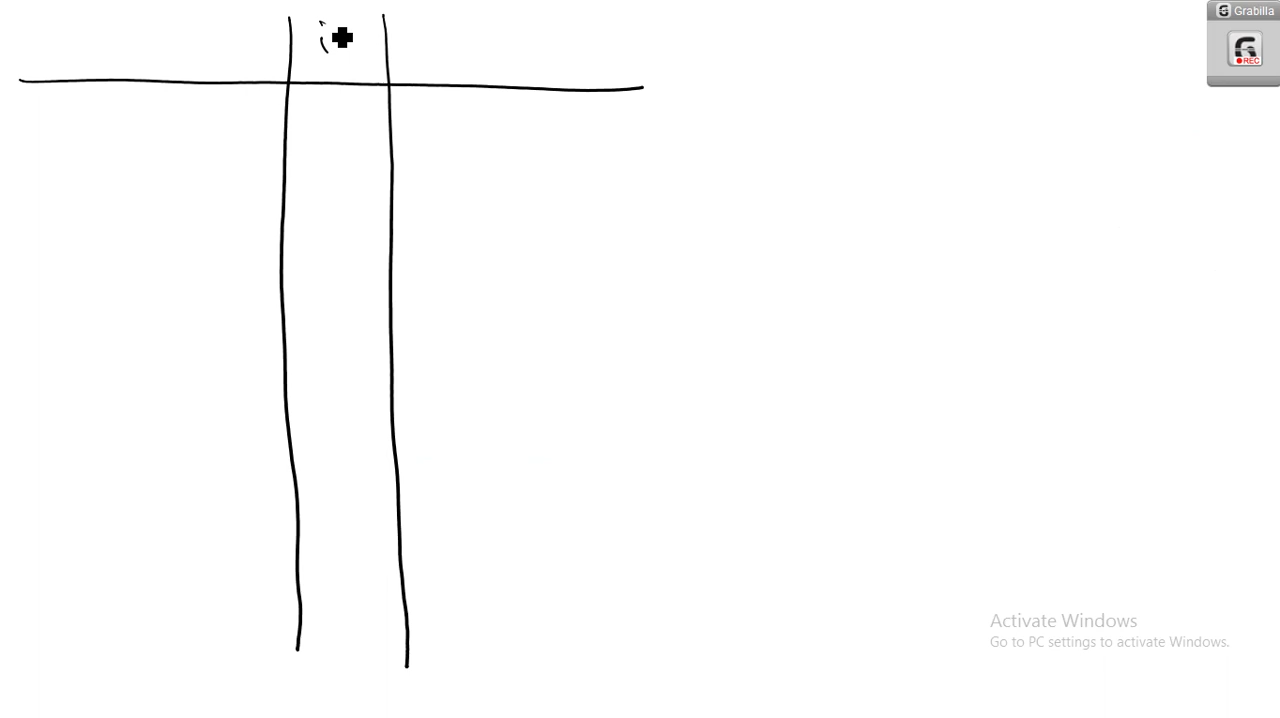 Grabilla
REC
Activate Windows
Go to PC settings to activate Windows.